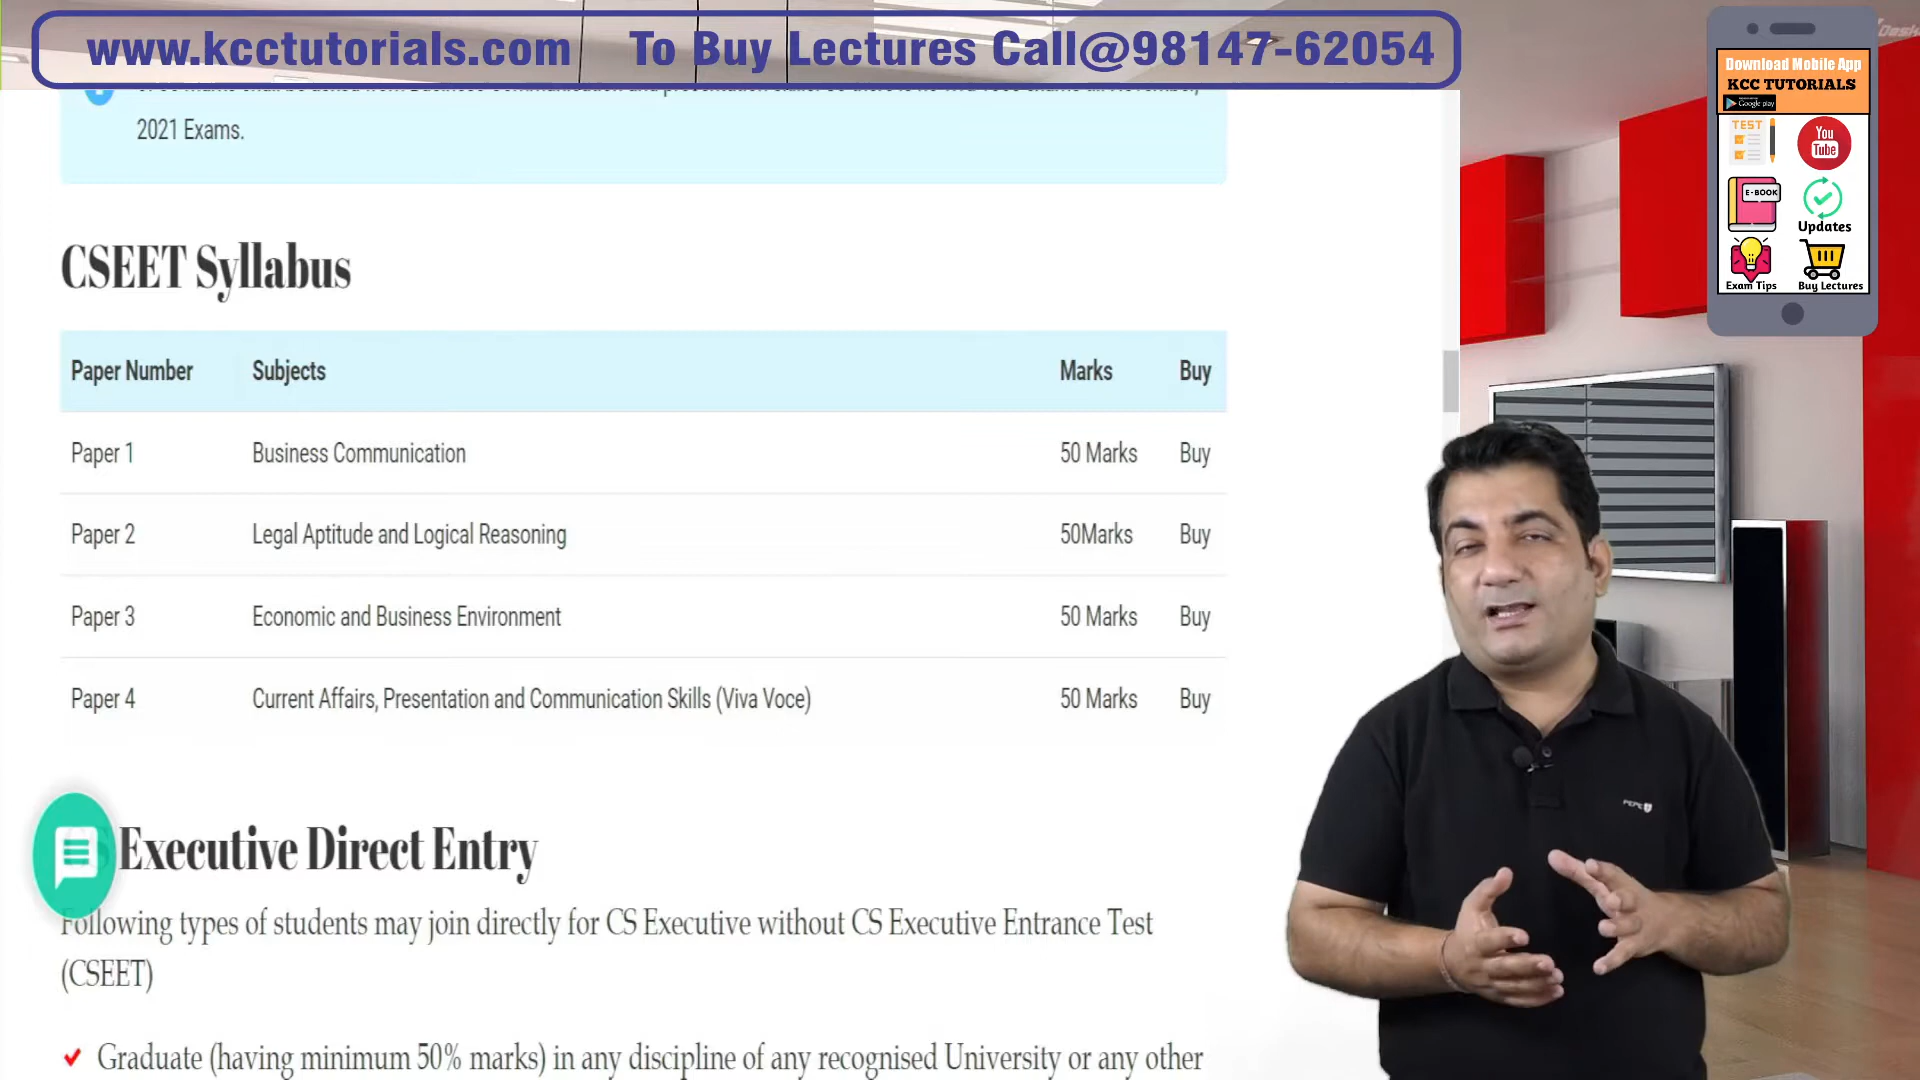 www.kcctutorials.com To Buy Lectures Call@98147-62054
2021 Exams.
CSEET Syllabus
Paper Number Subjects Marks Buy
Paper 1 Business Communication 50 Marks Buy
Paper 2 Legal Aptitude and Logical Reasoning 50Marks Buy
Paper 3 Economic and Business Environment 50 Marks Buy
Paper 4 Current Affairs, Presentation and Communication Skills (Viva Voce) 50 Marks Buy
Executive Direct Entry
Following types of students may join directly for CS Executive without CS Executive Entrance Test
(CSEET)
Graduate (having minimum 50% marks) in any discipline of any recognised University or any other
Download Mobile App
KCC TUTORIALS
Google play
TEST
You
Tube
E-BOOK
Updates
Exam Tips Buy Lectures